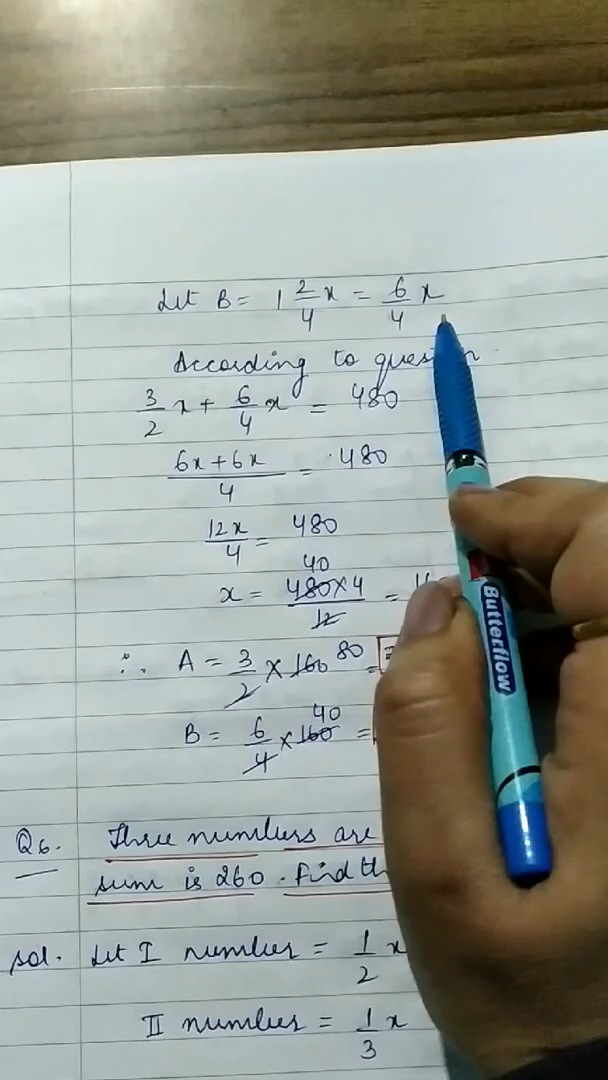 Let B = 1 2/4 x = 6/4 x
According to
3/2 x + 6/4 x = 480
6x + 6x / 4 = 480
12x / 4 = 480
40
x = 480 × 4 / 12 =
∴ A = 3/2 × 160 80 =
B = 6/4 × 160 40 =
Q6. Three numbers are
sum is 260. Find
sol. Let I number = 1/2 x
II number = 1/3 x
Butterflow